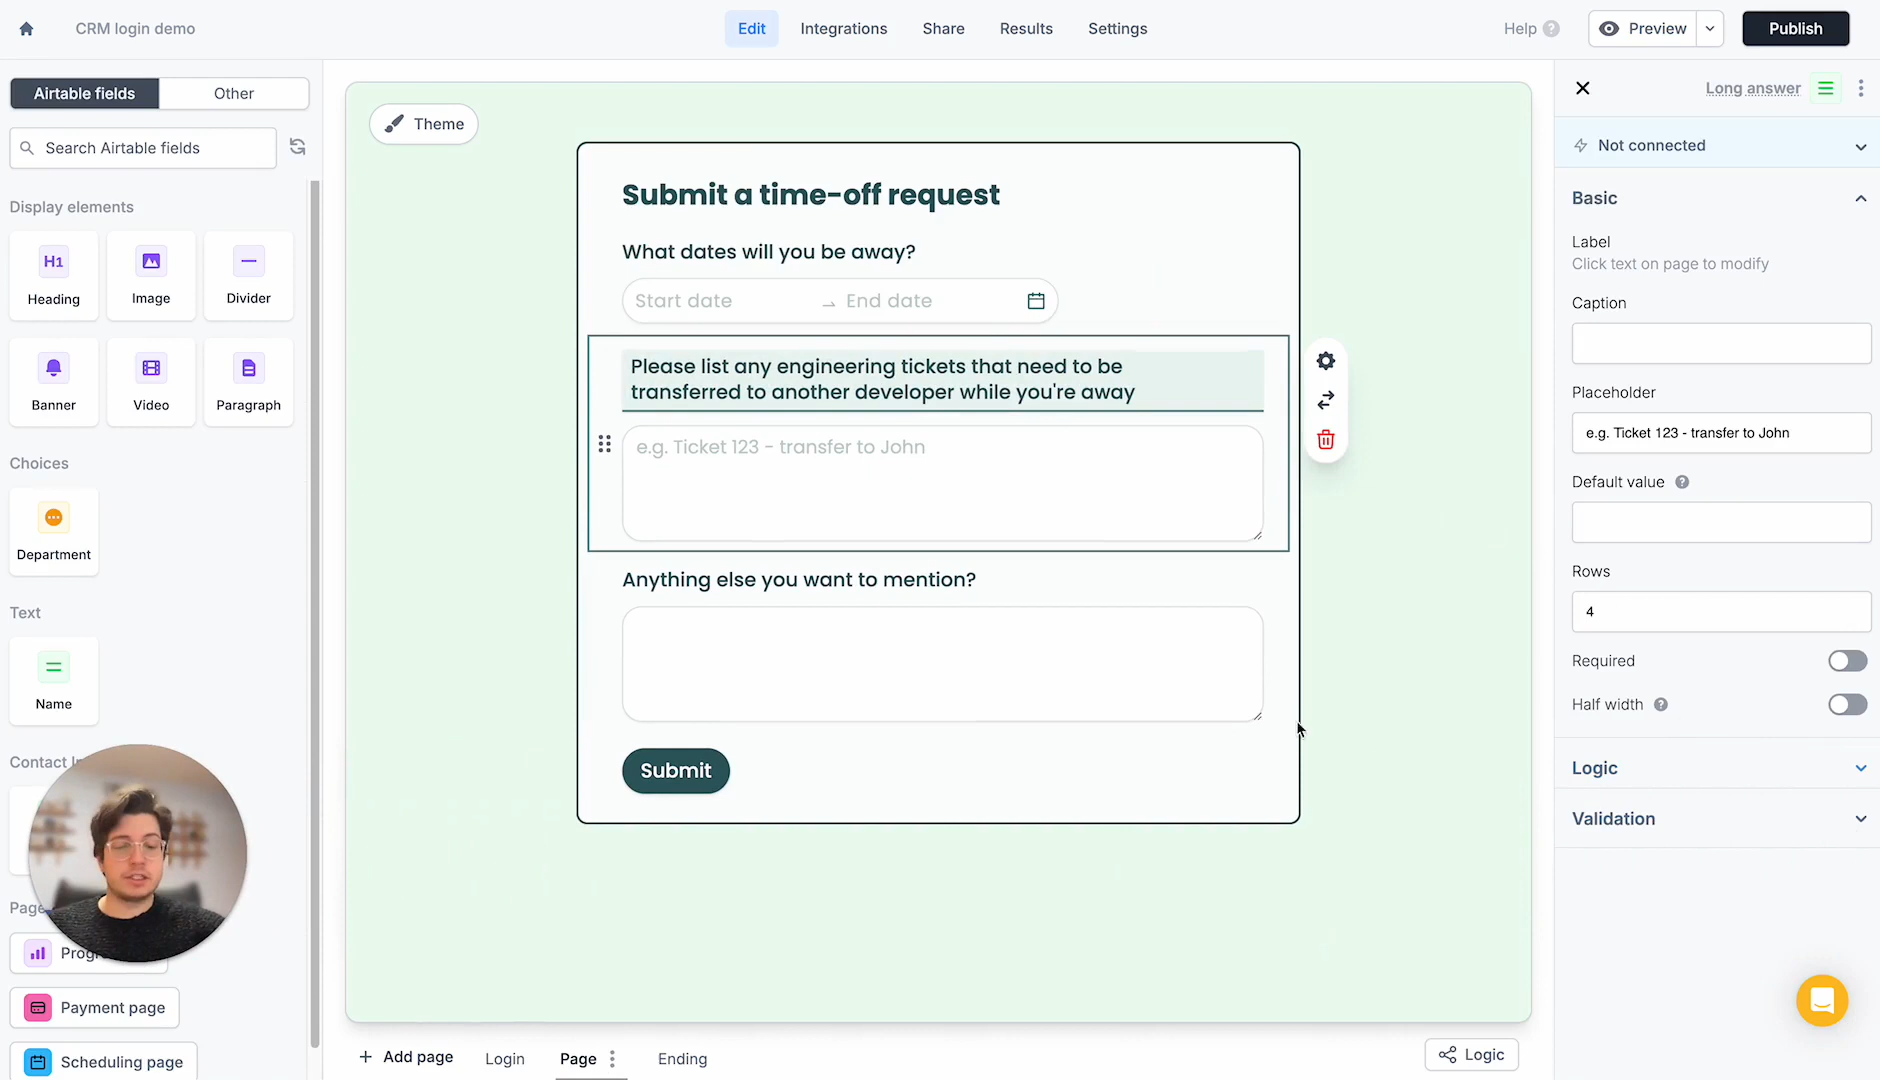 CRM login demo
Edit
Integrations
Share
Results
Settings
Help
Preview
Publish
Airtable fields
Other
Search Airtable fields
Display elements
H1
Heading
Image
Divider
Banner
Video
Paragraph
Choices
Department
Text
Name
Contact
Page
Payment page
Scheduling page
Theme
Submit a time-off request
What dates will you be away?
Start date → End date
Please list any engineering tickets that need to be
transferred to another developer while you're away
e.g. Ticket 123 - transfer to John
Anything else you want to mention?
Submit
+ Add page
Login
Page
Ending
Logic
Long answer
Not connected
Basic
Label
Click text on page to modify
Caption
Placeholder
e.g. Ticket 123 - transfer to John
Default value
Rows
4
Required
Half width
Logic
Validation